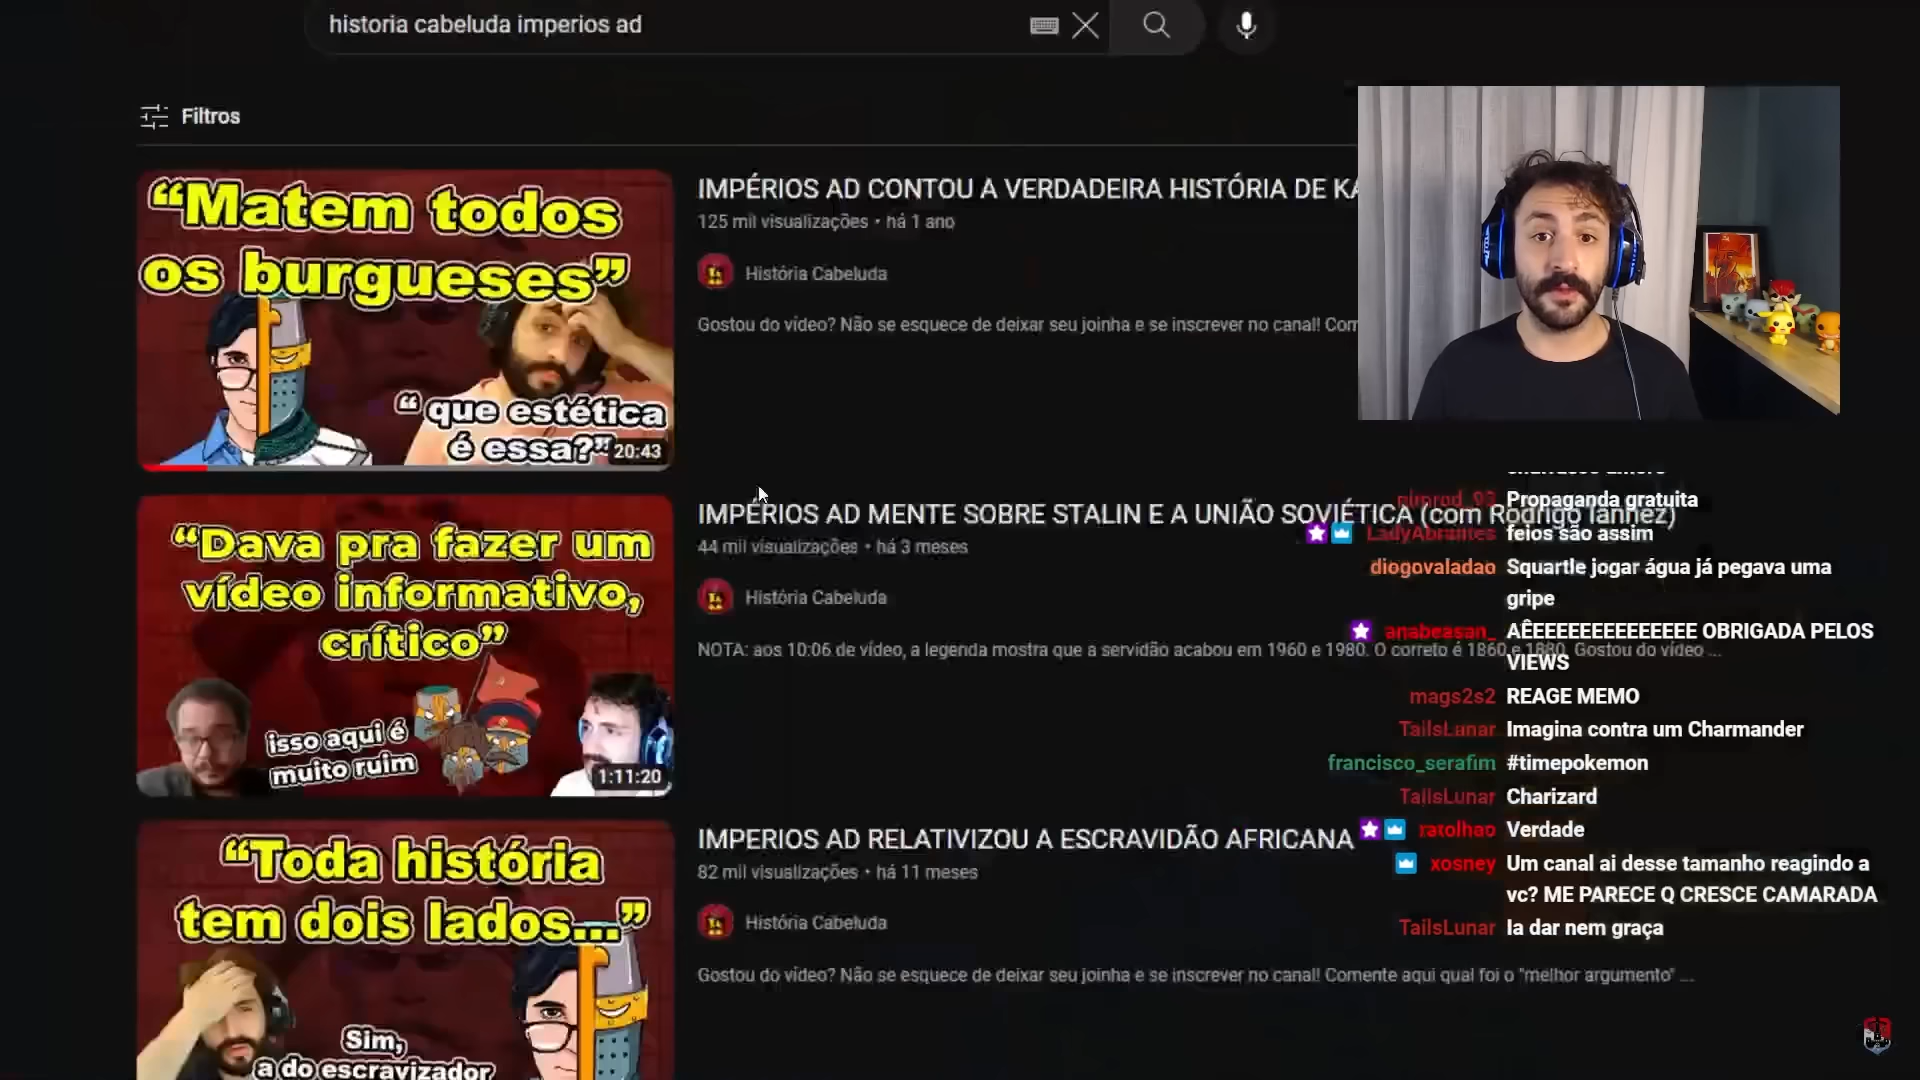 historia cabeluda imperios ad
Filtros
“Matem todos
os burgueses”
“ que estética
é essa?”
20:43
IMPÉRIOS AD CONTOU A VERDADEIRA HISTÓRIA DE KA
125 mil visualizações • há 1 ano
História Cabeluda
Gostou do vídeo? Não se esquece de deixar seu joinha e se inscrever no canal! Com
“Dava pra fazer um
vídeo informativo,
crítico”
isso aqui é
muito ruim
1:11:20
IMPÉRIOS AD MENTE SOBRE STALIN E A UNIÃO SOVIÉTICA (com Rodrigo Iannez)
44 mil visualizações • há 3 meses
História Cabeluda
NOTA: aos 10:06 de vídeo, a legenda mostra que a servidão acabou em 1960 e 1980. O correto é 1860 e 1880. Gostou do vídeo ...
“Toda história
tem dois lados...”
Sim,
a do escravizador
IMPERIOS AD RELATIVIZOU A ESCRAVIDÃO AFRICANA
82 mil visualizações • há 11 meses
História Cabeluda
Gostou do vídeo? Não se esquece de deixar seu joinha e se inscrever no canal! Comente aqui qual foi o "melhor argumento" ...
Propaganda gratuita
LadyAbrantes feios são assim
diogovaladao Squartle jogar água já pegava uma
gripe
anabeasan_ AÊEEEEEEEEEEEEEE OBRIGADA PELOS
VIEWS
mags2s2 REAGE MEMO
TailsLunar Imagina contra um Charmander
francisco_serafim #timepokemon
TailsLunar Charizard
ratolhao Verdade
xosney Um canal ai desse tamanho reagindo a
vc? ME PARECE Q CRESCE CAMARADA
TailsLunar Ia dar nem graça